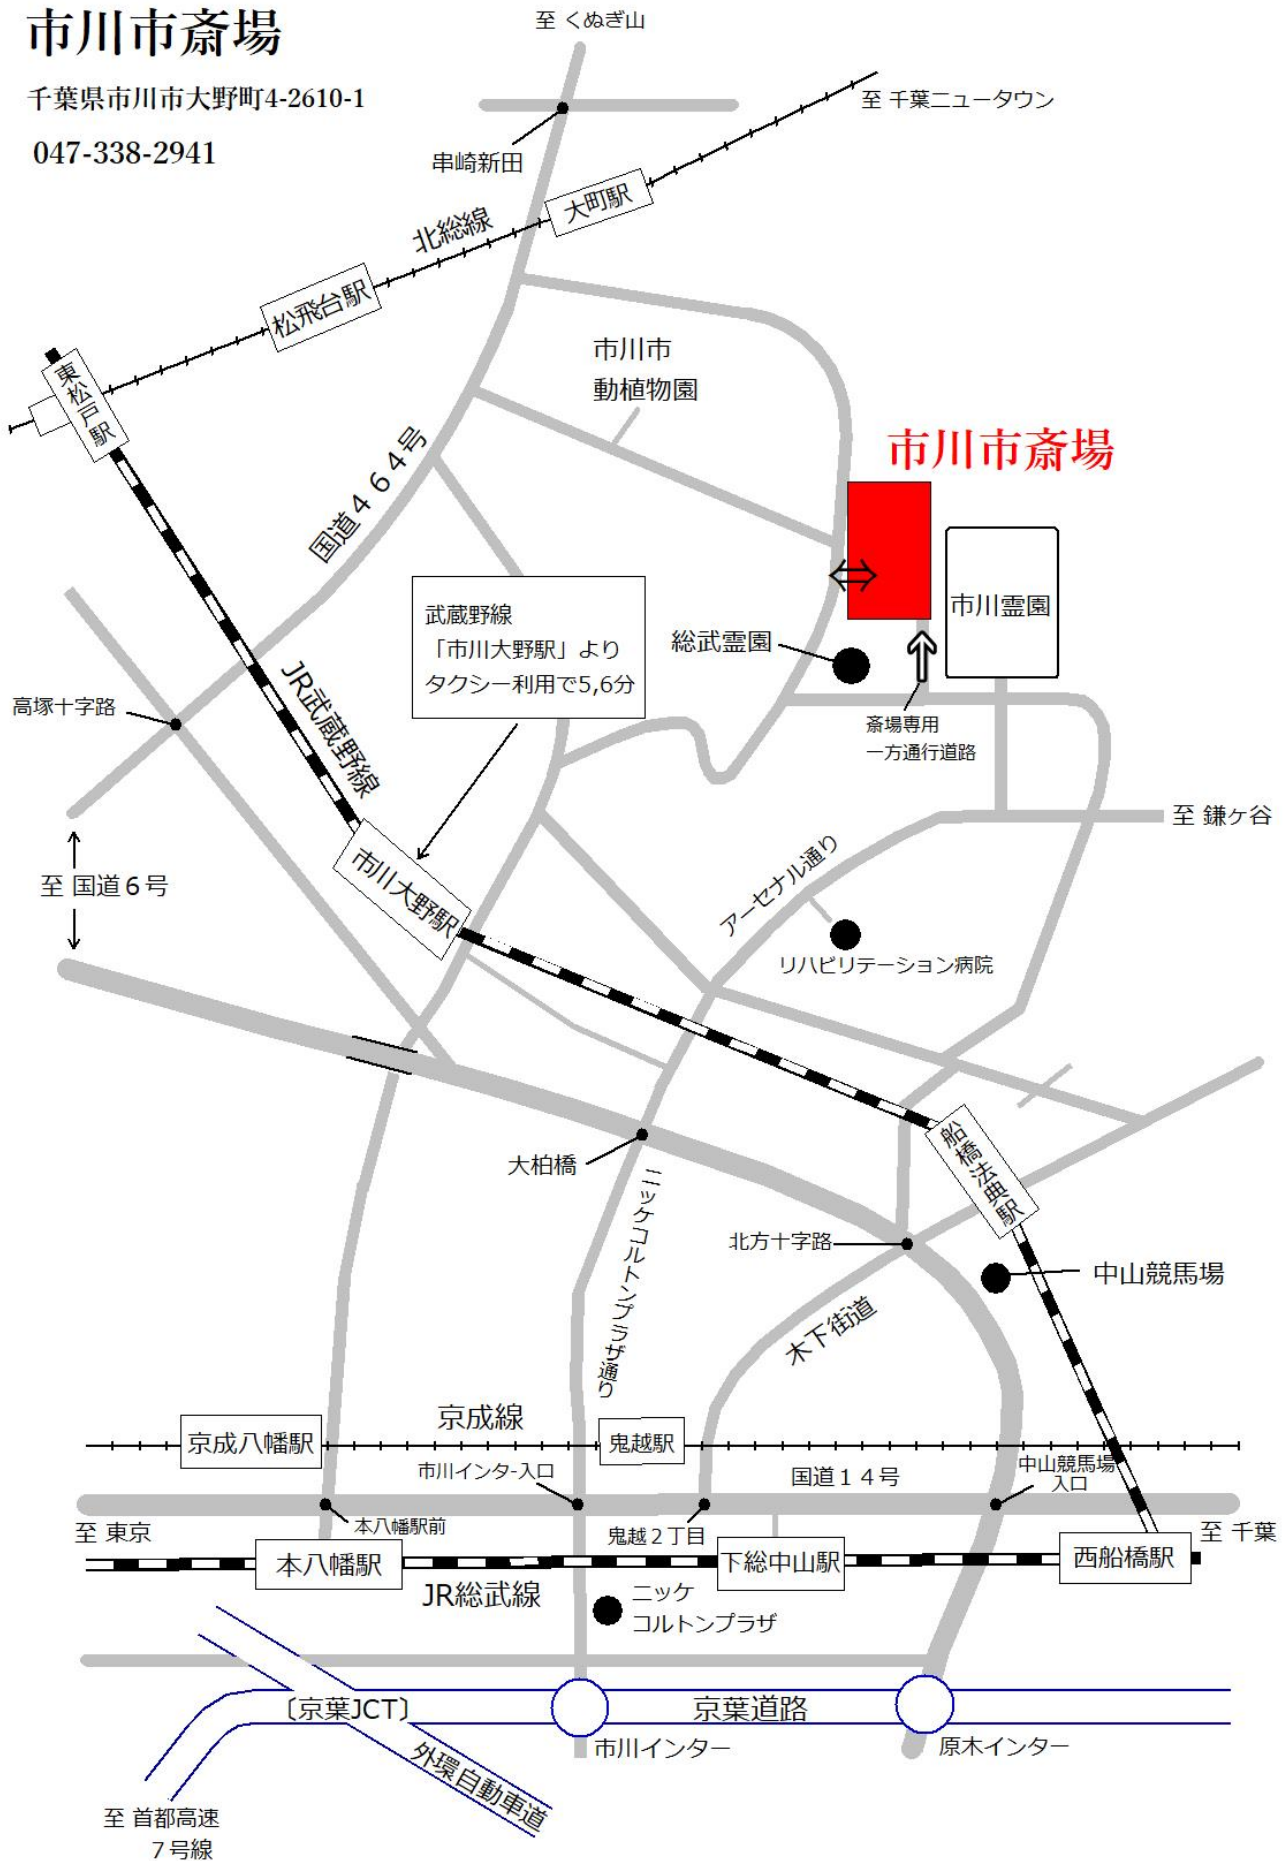 市川市斎場
千葉県市川市大野町4-2610-1
047-338-2941
至 くぬぎ山
至 千葉ニュータウン
串崎新田
大町駅
北総線
松飛台駅
東松戸駅
市川市
動植物園
国道４６４号
市川市斎場
市川霊園
武蔵野線
「市川大野駅」より
タクシー利用で5,6分
総武霊園
高塚十字路
JR武蔵野線
斎場専用
一方通行道路
至 鎌ヶ谷
至 国道６号
市川大野駅
アーセナル通り
リハビリテーション病院
大柏橋
船橋法典駅
ニッケコルトンプラザ通り
北方十字路
中山競馬場
木下街道
京成線
京成八幡駅
鬼越駅
市川インタ-入口
国道１４号
中山競馬場
入口
至 東京
本八幡駅前
鬼越２丁目
至 千葉
本八幡駅
下総中山駅
西船橋駅
JR総武線
ニッケ
コルトンプラザ
〔京葉JCT〕
京葉道路
市川インター
原木インター
外環自動車道
至 首都高速
７号線